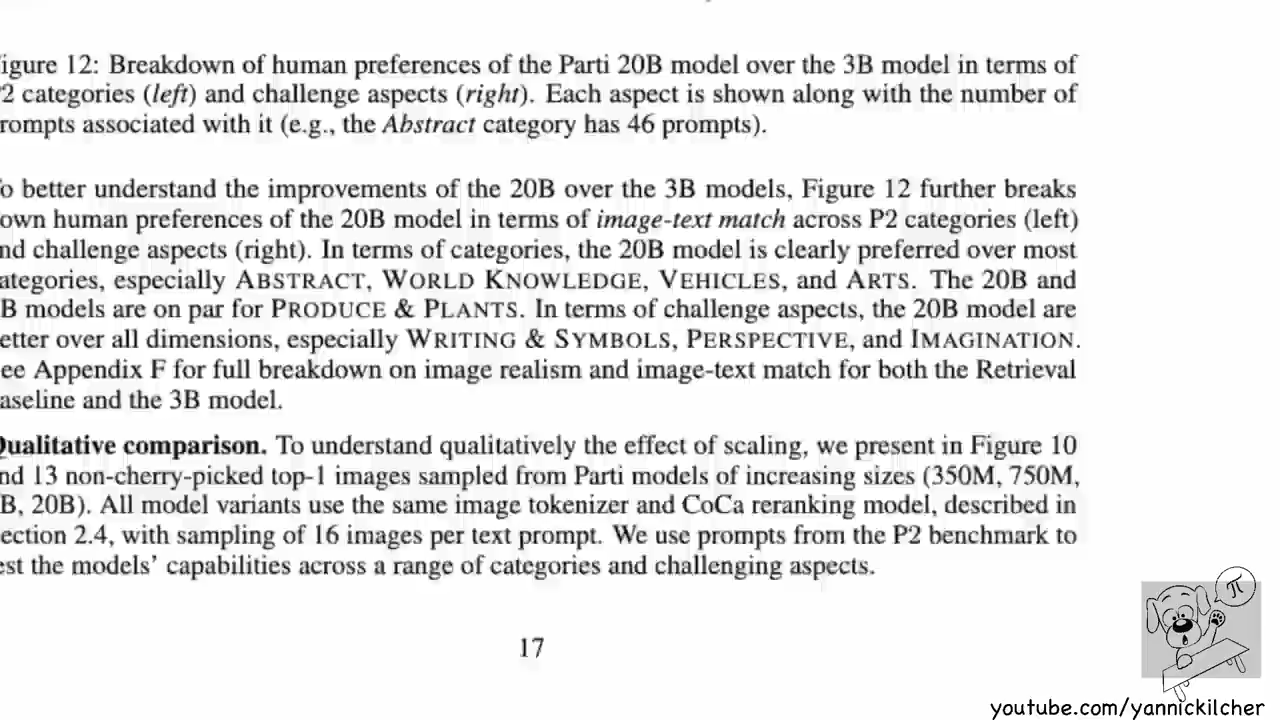 igure 12: Breakdown of human preferences of the Parti 20B model over the 3B model in terms of
2 categories (left) and challenge aspects (right). Each aspect is shown along with the number of
rompts associated with it (e.g., the Abstract category has 46 prompts).
o better understand the improvements of the 20B over the 3B models, Figure 12 further breaks
own human preferences of the 20B model in terms of image-text match across P2 categories (left)
nd challenge aspects (right). In terms of categories, the 20B model is clearly preferred over most
ategories, especially ABSTRACT, WORLD KNOWLEDGE, VEHICLES, and ARTS. The 20B and
B models are on par for PRODUCE & PLANTS. In terms of challenge aspects, the 20B model are
etter over all dimensions, especially WRITING & SYMBOLS, PERSPECTIVE, and IMAGINATION.
ee Appendix F for full breakdown on image realism and image-text match for both the Retrieval
aseline and the 3B model.
Qualitative comparison. To understand qualitatively the effect of scaling, we present in Figure 10
nd 13 non-cherry-picked top-1 images sampled from Parti models of increasing sizes (350M, 750M,
B, 20B). All model variants use the same image tokenizer and CoCa reranking model, described in
ection 2.4, with sampling of 16 images per text prompt. We use prompts from the P2 benchmark to
est the models' capabilities across a range of categories and challenging aspects.
17
π
youtube.com/yannickilcher